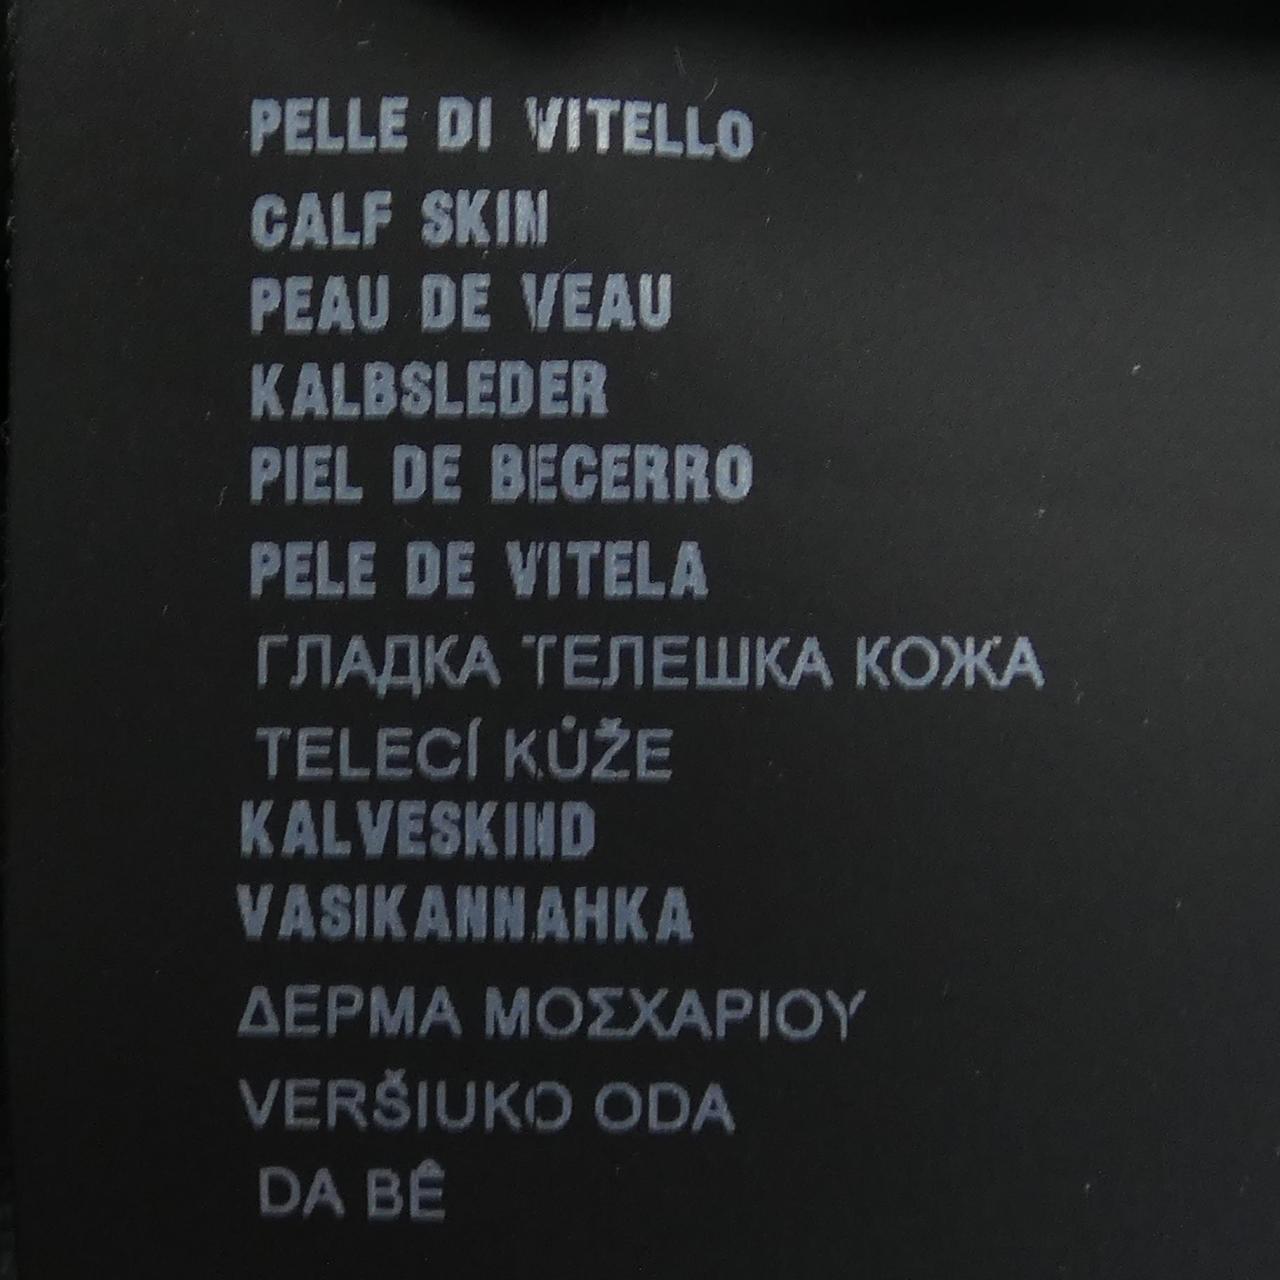 PELLE DI VITELLO
CALF SKIN
PEAU DE VEAU
KALBSLEDER
PIEL DE BECERRO
PELE DE VITELA
ГЛАДКА ТЕЛЕШКА КОЖА
TELECÍ KŮŽE
KALVESKIND
VASIKANNAHKA
ΔΕΡΜΑ ΜΟΣΧΑΡΙΟΥ
VERŠIUKO ODA
DA BÊ